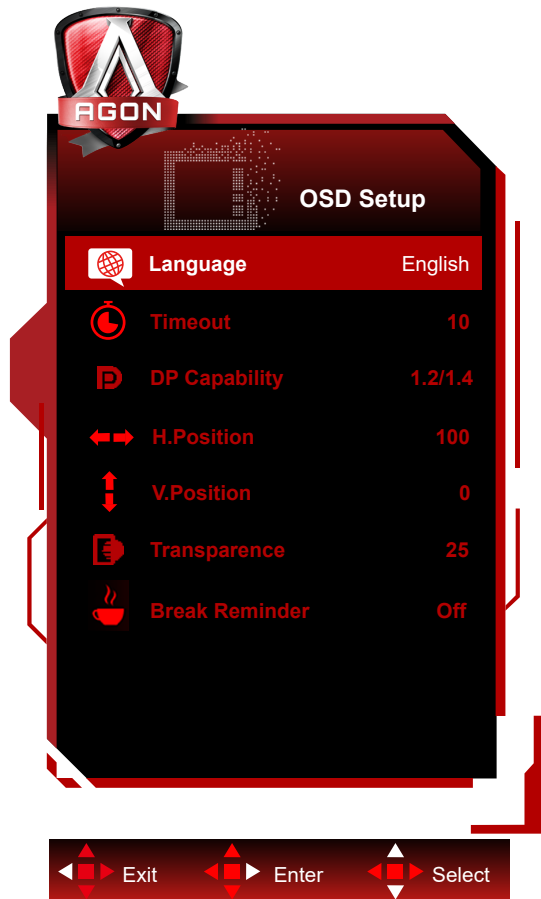 AGON
OSD Setup
Language English
Timeout 10
DP Capability 1.2/1.4
H.Position 100
V.Position 0
Transparence 25
Break Reminder Off
Exit Enter Select